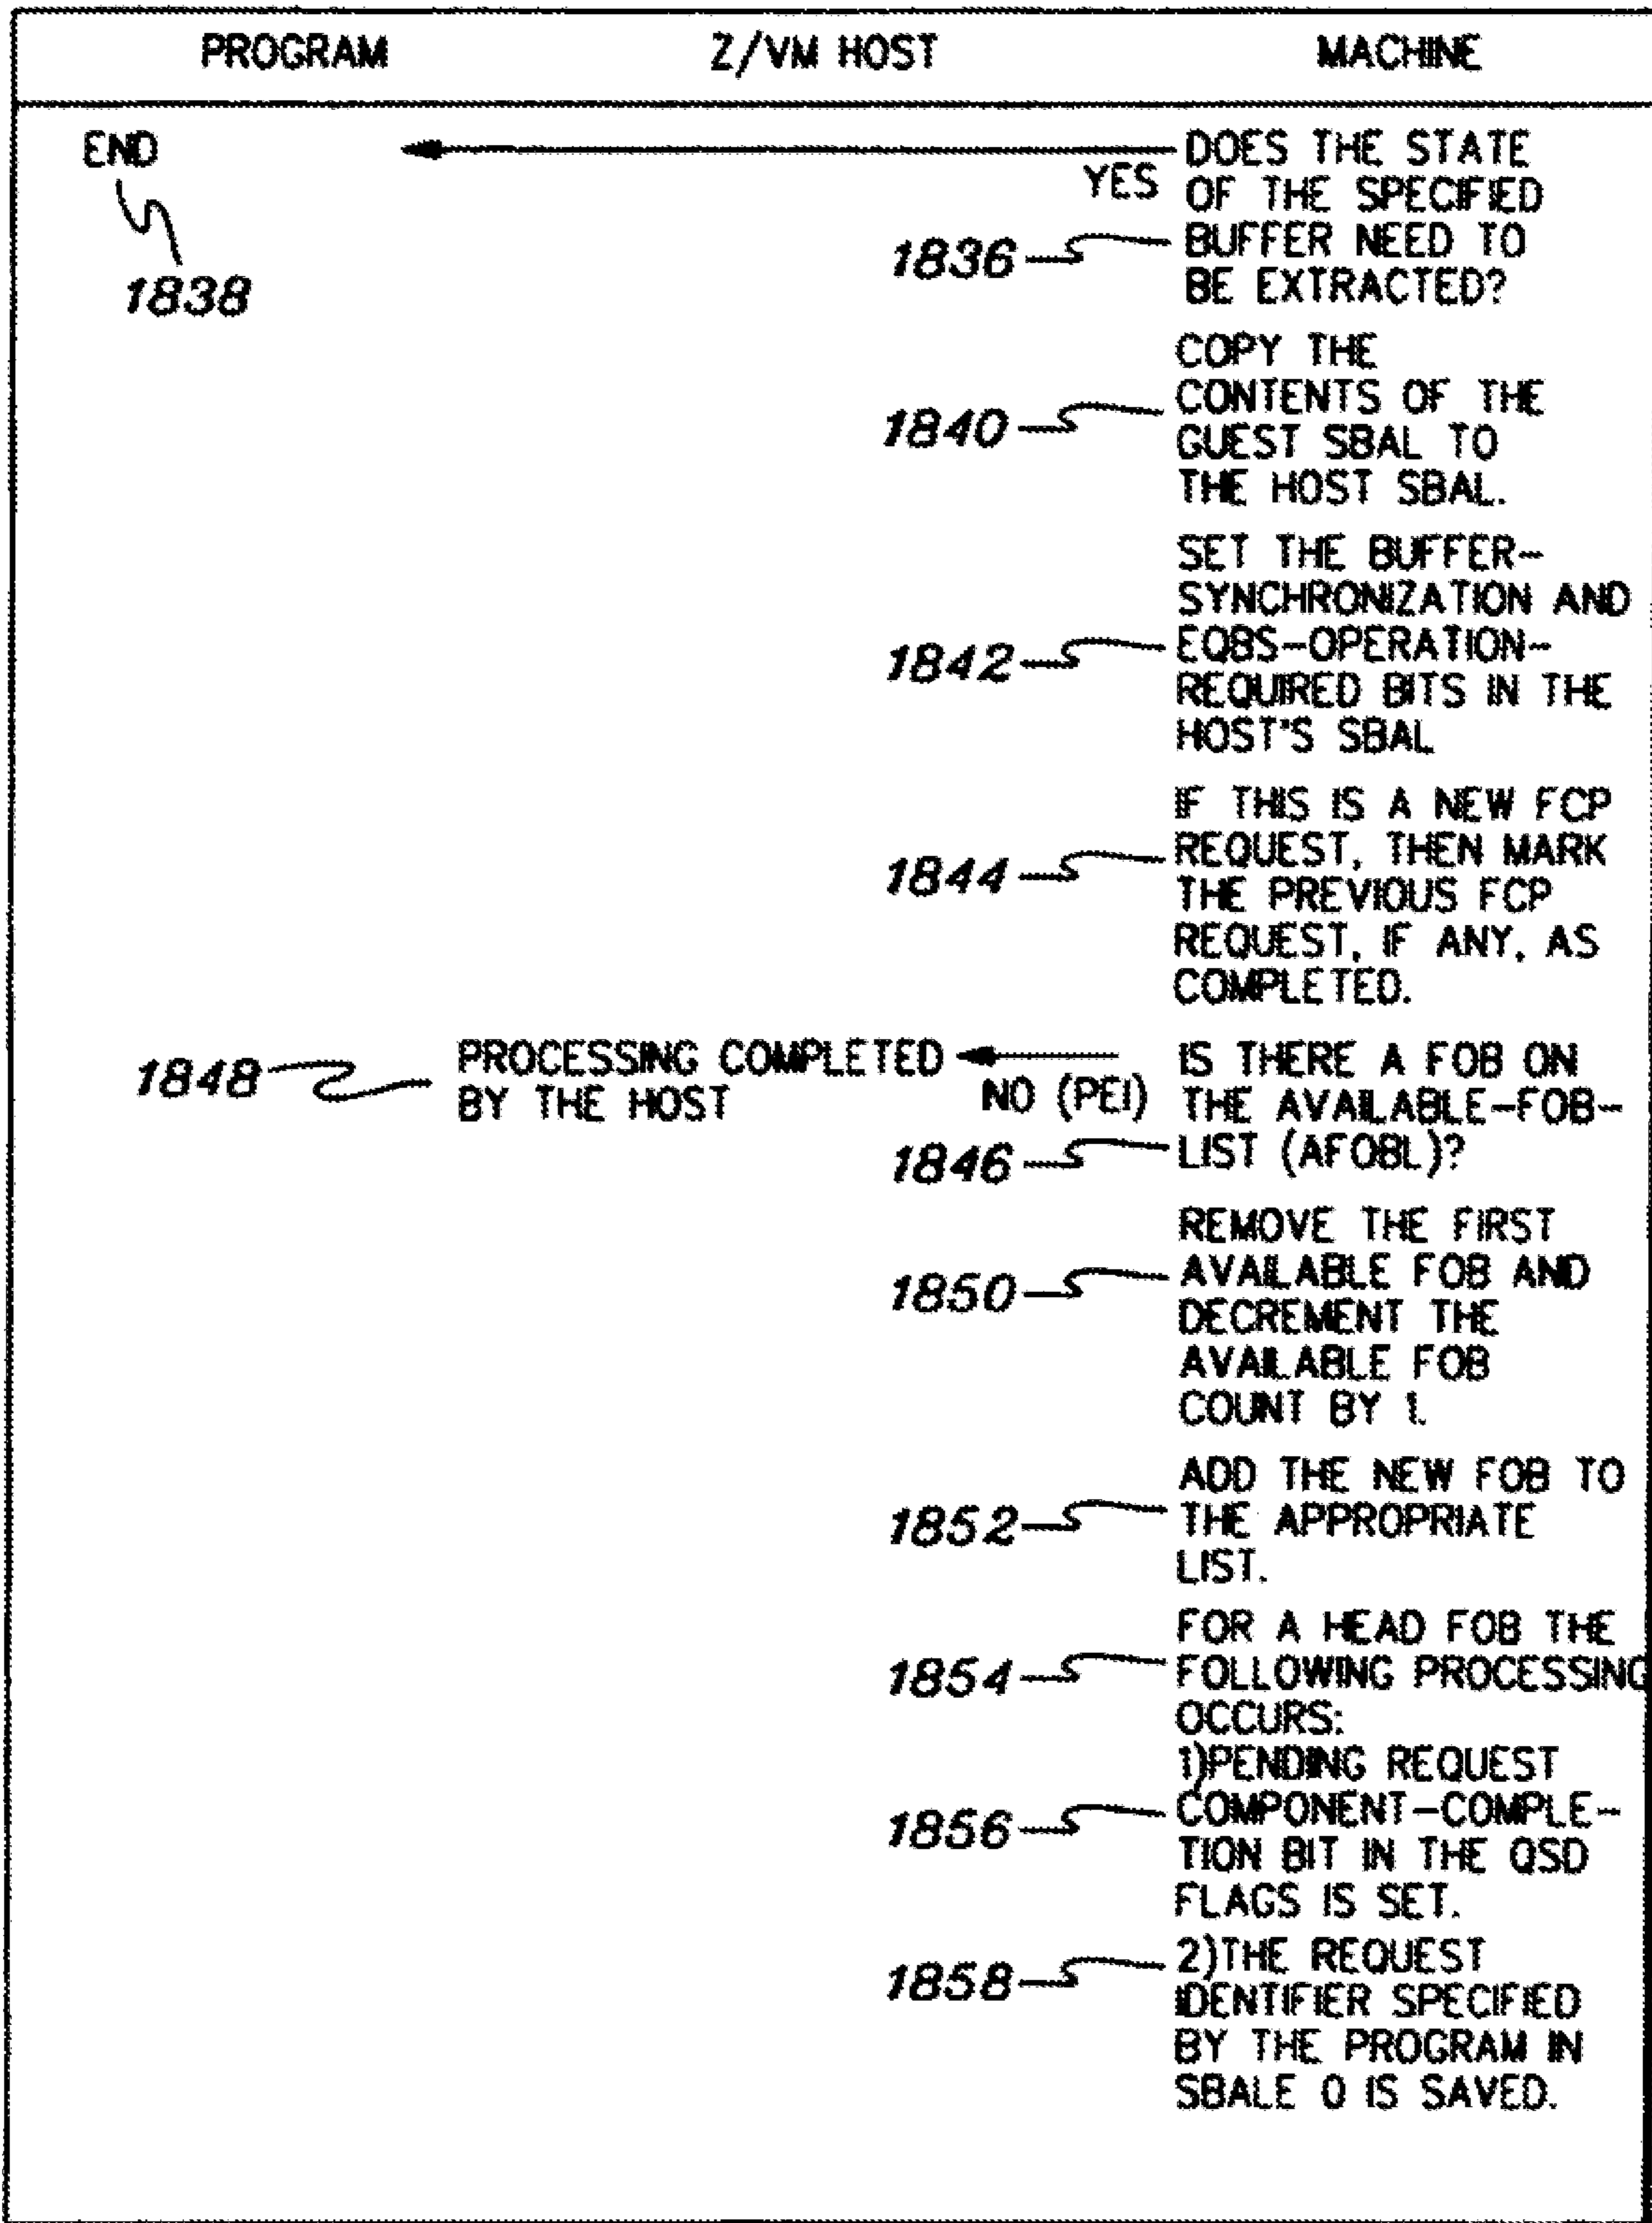 PROGRAM Z/VM HOST MACHINE
END
1838
YES
DOES THE STATE
OF THE SPECIFIED
BUFFER NEED TO
BE EXTRACTED?
1836
COPY THE
CONTENTS OF THE
GUEST SBAL TO
THE HOST SBAL.
1840
SET THE BUFFER-
SYNCHRONIZATION AND
EQBS-OPERATION-
REQUIRED BITS IN THE
HOST'S SBAL
1842
IF THIS IS A NEW FCP
REQUEST, THEN MARK
THE PREVIOUS FCP
REQUEST, IF ANY, AS
COMPLETED.
1844
1848
PROCESSING COMPLETED
BY THE HOST
NO (PEI)
IS THERE A FOB ON
THE AVAILABLE-FOB-
LIST (AFOBL)?
1846
REMOVE THE FIRST
AVAILABLE FOB AND
DECREMENT THE
AVAILABLE FOB
COUNT BY 1.
1850
ADD THE NEW FOB TO
THE APPROPRIATE
LIST.
1852
FOR A HEAD FOB THE
FOLLOWING PROCESSING
OCCURS:
1854
1)PENDING REQUEST
COMPONENT-COMPLE-
TION BIT IN THE QSD
FLAGS IS SET.
1856
2)THE REQUEST
IDENTIFIER SPECIFIED
BY THE PROGRAM IN
SBALE 0 IS SAVED.
1858